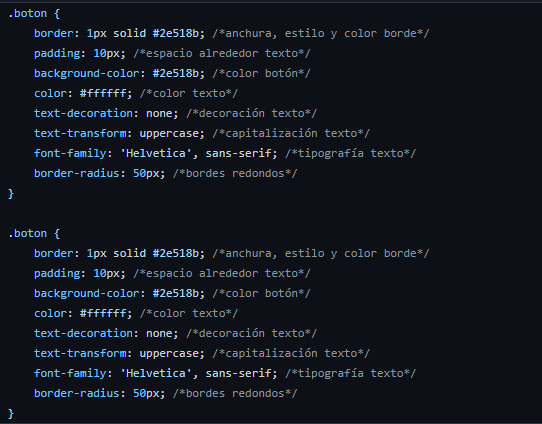 .boton {
    border: 1px solid #2e518b; /*anchura, estilo y color borde*/
    padding: 10px; /*espacio alrededor texto*/
    background-color: #2e518b; /*color botón*/
    color: #ffffff; /*color texto*/
    text-decoration: none; /*decoración texto*/
    text-transform: uppercase; /*capitalización texto*/
    font-family: 'Helvetica', sans-serif; /*tipografía texto*/
    border-radius: 50px; /*bordes redondos*/
}

.boton {
    border: 1px solid #2e518b; /*anchura, estilo y color borde*/
    padding: 10px; /*espacio alrededor texto*/
    background-color: #2e518b; /*color botón*/
    color: #ffffff; /*color texto*/
    text-decoration: none; /*decoración texto*/
    text-transform: uppercase; /*capitalización texto*/
    font-family: 'Helvetica', sans-serif; /*tipografía texto*/
    border-radius: 50px; /*bordes redondos*/
}